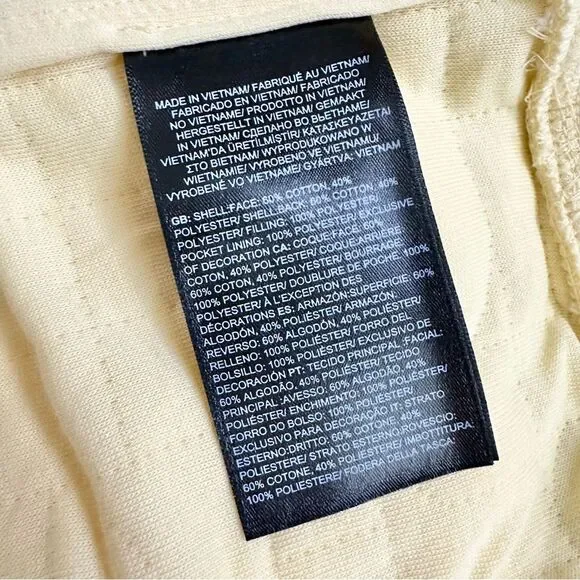 MADE IN VIETNAM/ FABRIQUÉ AU VIETNAM/
FABRICADO EN VIETNAM/ FABRICADO
NO VIETNAME/ PRODOTTO IN VIETNAM/
HERGESTELLT IN VIETNAM/ GEMAAKT
IN VIETNAM/ СДЕЛАНО ВО ВЬЕТНАМЕ/
VİETNAM'DA ÜRETİLMİŞTİR/ ΚΑΤΑΣΚΕΥΑΖΕΤΑΙ
ΣΤΟ ΒΙΕΤΝΑΜ/ WYPRODUKOWANO W
WIETNAMIE/ VYROBENO VE VIETNAMU/
VYROBENÉ VO VIETNAME/ GYÁRTVA: VIETNAM
GB: SHELL-FACE: 60% COTTON, 40%
POLYESTER/ SHELL BACK: 60% COTTON, 40%
POLYESTER/ FILLING: 100% POLYESTER/
POCKET LINING: 100% POLYESTER/ EXCLUSIVE
OF DECORATION CA: COQUE-FACE: 60%
COTON, 40% POLYESTER/ COQUE-ARRIERE:
60% COTON, 40% POLYESTER/ BOURRAGE:
100% POLYESTER/ DOUBLURE DE POCHE: 100%
POLYESTER/ À L'EXCEPTION DES
DÉCORATIONS ES: ARMAZÓN-SUPERFICIE: 60%
ALGODÓN, 40% POLIÉSTER/ ARMAZÓN
REVERSO: 60% ALGODÓN, 40% POLIÉSTER/
RELLENO: 100% POLIÉSTER/ FORRO DEL
BOLSILLO: 100% POLIÉSTER/ EXCLUSIVO DE
DECORACIÓN PT: TECIDO PRINCIPAL :FACIAL:
60% ALGODÃO, 40% POLIÉSTER/ TECIDO
PRINCIPAL :AVESSO: 60% ALGODÃO, 40%
POLIÉSTER/ ENCHIMENTO: 100% POLIÉSTER/
FORRO DO BOLSO: 100% POLIÉSTER/
EXCLUSIVO PARA DECORAÇÃO IT: STRATO
ESTERNO:DRITTO: 60% COTONE, 40%
POLIESTERE/ STRATO ESTERNO:ROVESCIO:
60% COTONE, 40% POLIESTERE/ IMBOTTITURA:
100% POLIESTERE/FODERA DELLA TASCA: